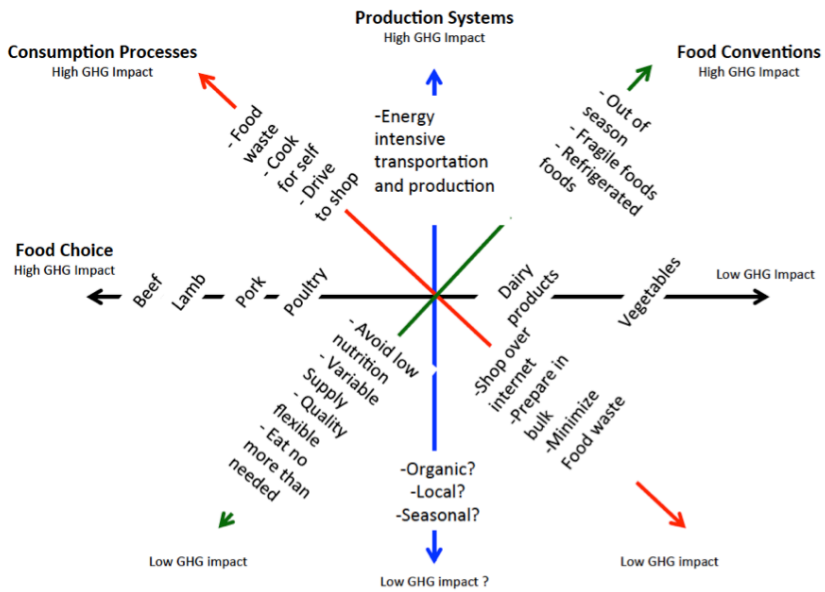 Production Systems
High GHG Impact
Consumption Processes
High GHG Impact
Food Conventions
High GHG Impact
- Food
waste
- Cook
for self
- Drive
to shop
-Energy
intensive
transportation
and production
- Out of
season
- Fragile foods
- Refrigerated
foods
Food Choice
High GHG Impact
Beef
Lamb
Pork
Poultry
Dairy
products
Vegetables
Low GHG Impact
- Avoid low
nutrition
- Variable
Supply
- Quality
flexible
- Eat no
more than
needed
-Organic?
-Local?
-Seasonal?
-Shop over
internet
-Prepare in
bulk
-Minimize
Food waste
Low GHG impact
Low GHG impact ?
Low GHG impact